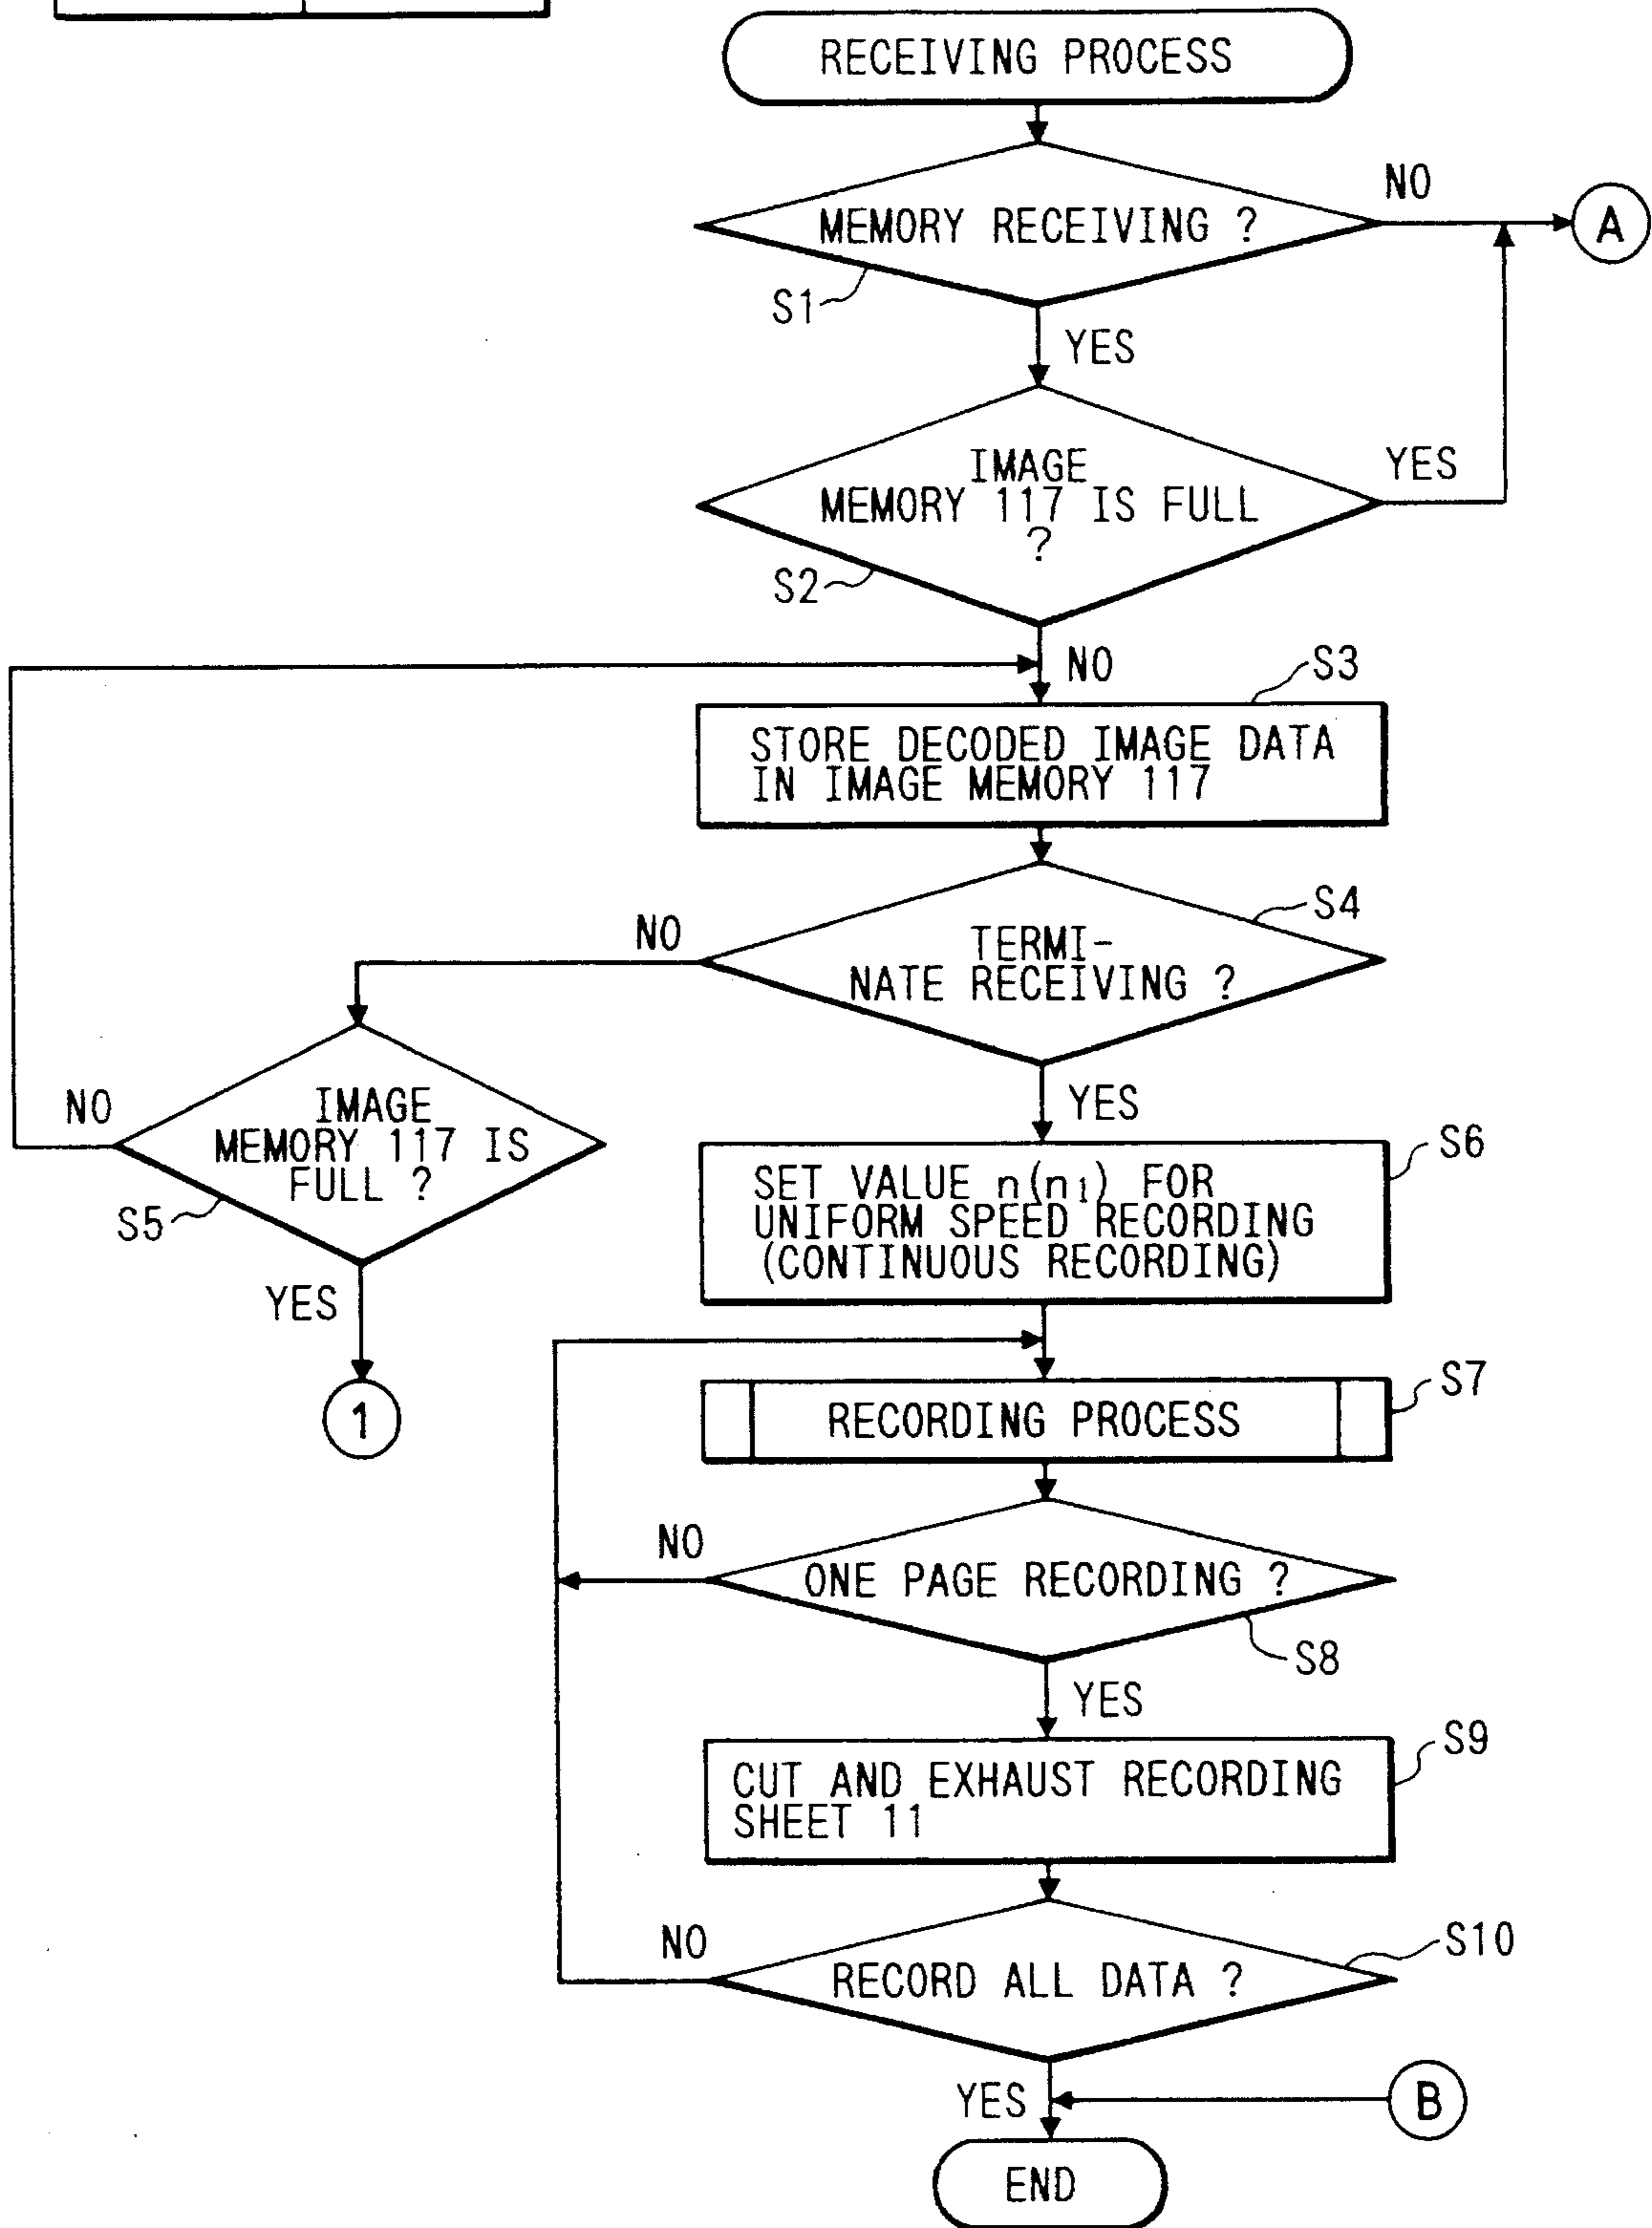 RECEIVING PROCESS
NO
A
MEMORY RECEIVING ?
S1
YES
IMAGE
MEMORY 117 IS FULL
?
YES
S2
NO
S3
STORE DECODED IMAGE DATA
IN IMAGE MEMORY 117
S4
NO
TERMI-
NATE RECEIVING ?
YES
NO
IMAGE
MEMORY 117 IS
FULL ?
S5
YES
1
S6
SET VALUE n(n₁) FOR
UNIFORM SPEED RECORDING
(CONTINUOUS RECORDING)
S7
RECORDING PROCESS
NO
ONE PAGE RECORDING ?
S8
YES
S9
CUT AND EXHAUST RECORDING
SHEET 11
NO
S10
RECORD ALL DATA ?
YES
B
END